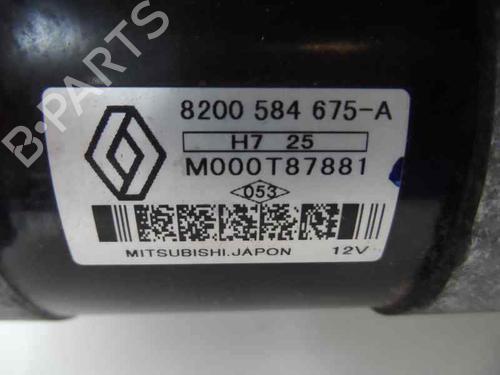 B-PARTS
8200 584 675-A
H7 25
M000T87881
053
MITSUBISHI.JAPON 12V